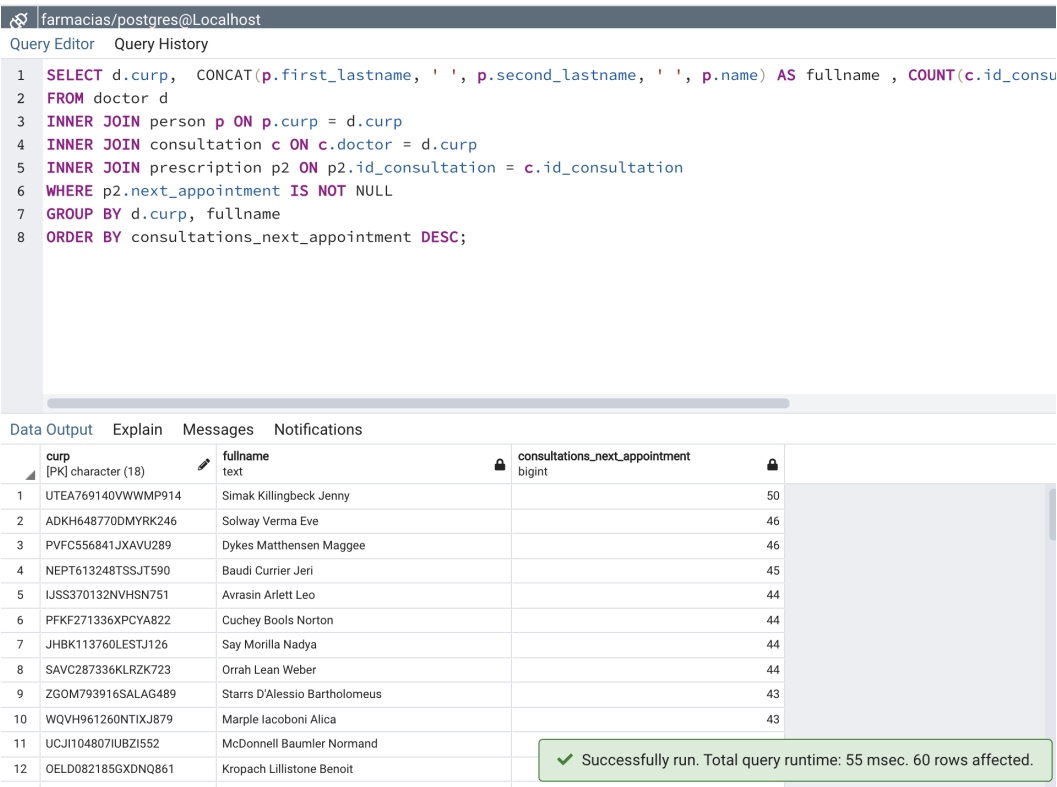 farmacias/postgres@Localhost
Query Editor Query History
1 SELECT d.curp,  CONCAT(p.first_lastname, ' ', p.second_lastname, ' ', p.name) AS fullname , COUNT(c.id_consu
2 FROM doctor d
3 INNER JOIN person p ON p.curp = d.curp
4 INNER JOIN consultation c ON c.doctor = d.curp
5 INNER JOIN prescription p2 ON p2.id_consultation = c.id_consultation
6 WHERE p2.next_appointment IS NOT NULL
7 GROUP BY d.curp, fullname
8 ORDER BY consultations_next_appointment DESC;
Data Output Explain Messages Notifications
curp fullname consultations_next_appointment
[PK] character (18) text bigint
1 UTEA769140VWWMP914 Simak Killingbeck Jenny 50
2 ADKH648770DMYRK246 Solway Verma Eve 46
3 PVFC556841JXAVU289 Dykes Matthensen Maggee 46
4 NEPT613248TSSJT590 Baudi Currier Jeri 45
5 IJSS370132NVHSN751 Avrasin Arlett Leo 44
6 PFKF271336XPCYA822 Cuchey Bools Norton 44
7 JHBK113760LESTJ126 Say Morilla Nadya 44
8 SAVC287336KLRZK723 Orrah Lean Weber 44
9 ZGOM793916SALAG489 Starrs D'Alessio Bartholomeus 43
10 WQVH961260NTIXJ879 Marple Iacoboni Alica 43
11 UCJI104807IUBZI552 McDonnell Baumler Normand
12 OELD082185GXDNQ861 Kropach Lillistone Benoit
Successfully run. Total query runtime: 55 msec. 60 rows affected.